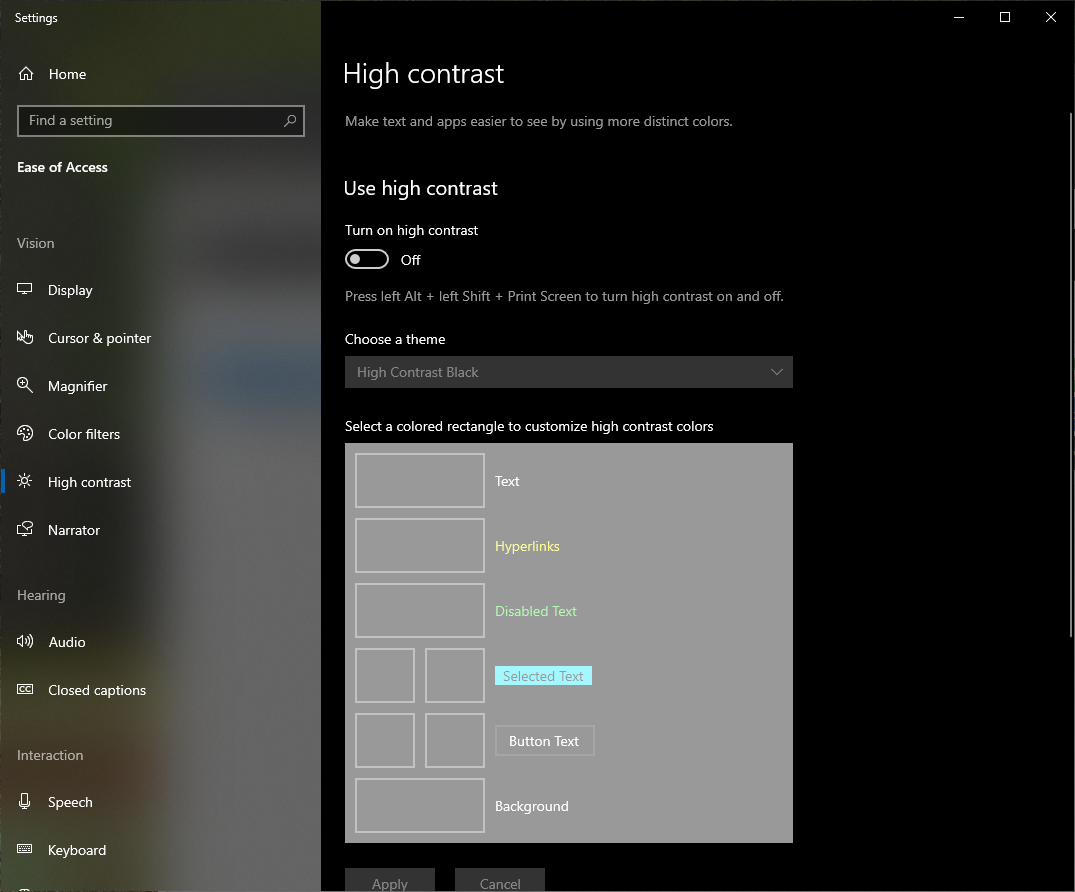 Settings
Home
Find a setting
Ease of Access
Vision
Display
Cursor & pointer
Magnifier
Color filters
High contrast
Narrator
Hearing
Audio
CC Closed captions
Interaction
Speech
Keyboard
High contrast
Make text and apps easier to see by using more distinct colors.
Use high contrast
Turn on high contrast
Off
Press left Alt + left Shift + Print Screen to turn high contrast on and off.
Choose a theme
High Contrast Black
Select a colored rectangle to customize high contrast colors
Text
Hyperlinks
Disabled Text
Selected Text
Button Text
Background
Apply
Cancel